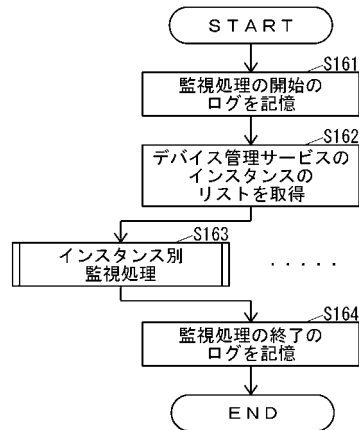 START
S161
監視処理の開始の
ログを記憶
S162
デバイス管理サービスの
インスタンスの
リストを取得
S163
インスタンス別
監視処理
・・・・・
S164
監視処理の終了の
ログを記憶
END